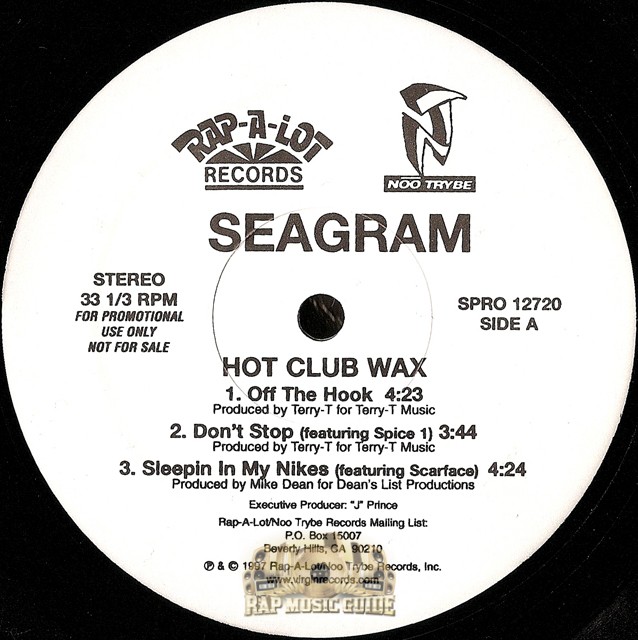 RAP-A-LOT
RECORDS
NOO TRYBE
SEAGRAM
STEREO
33 1/3 RPM
FOR PROMOTIONAL
USE ONLY
NOT FOR SALE
SPRO 12720
SIDE A
HOT CLUB WAX
1. Off The Hook 4:23
Produced by Terry-T for Terry-T Music
2. Don't Stop (featuring Spice 1) 3:44
Produced by Terry-T for Terry-T Music
3. Sleepin In My Nikes (featuring Scarface) 4:24
Produced by Mike Dean for Dean's List Productions
Executive Producer: "J" Prince
Rap-A-Lot/Noo Trybe Records Mailing List:
P.O. Box 15007
Beverly Hills, CA 90210
℗ & © 1997 Rap-A-Lot/Noo Trybe Records, Inc.
www.virginrecords.com
RAP MUSIC GUIDE